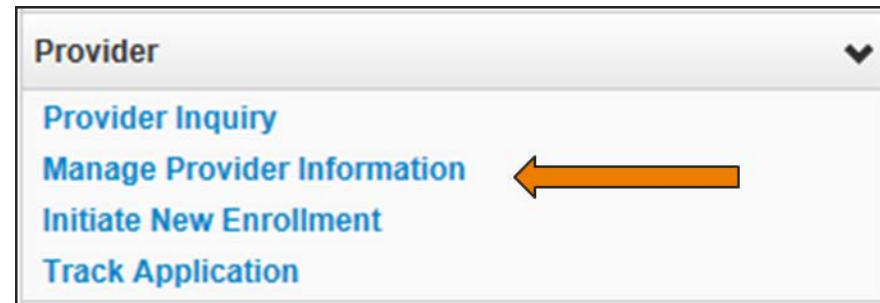 Provider
Provider Inquiry
Manage Provider Information
Initiate New Enrollment
Track Application